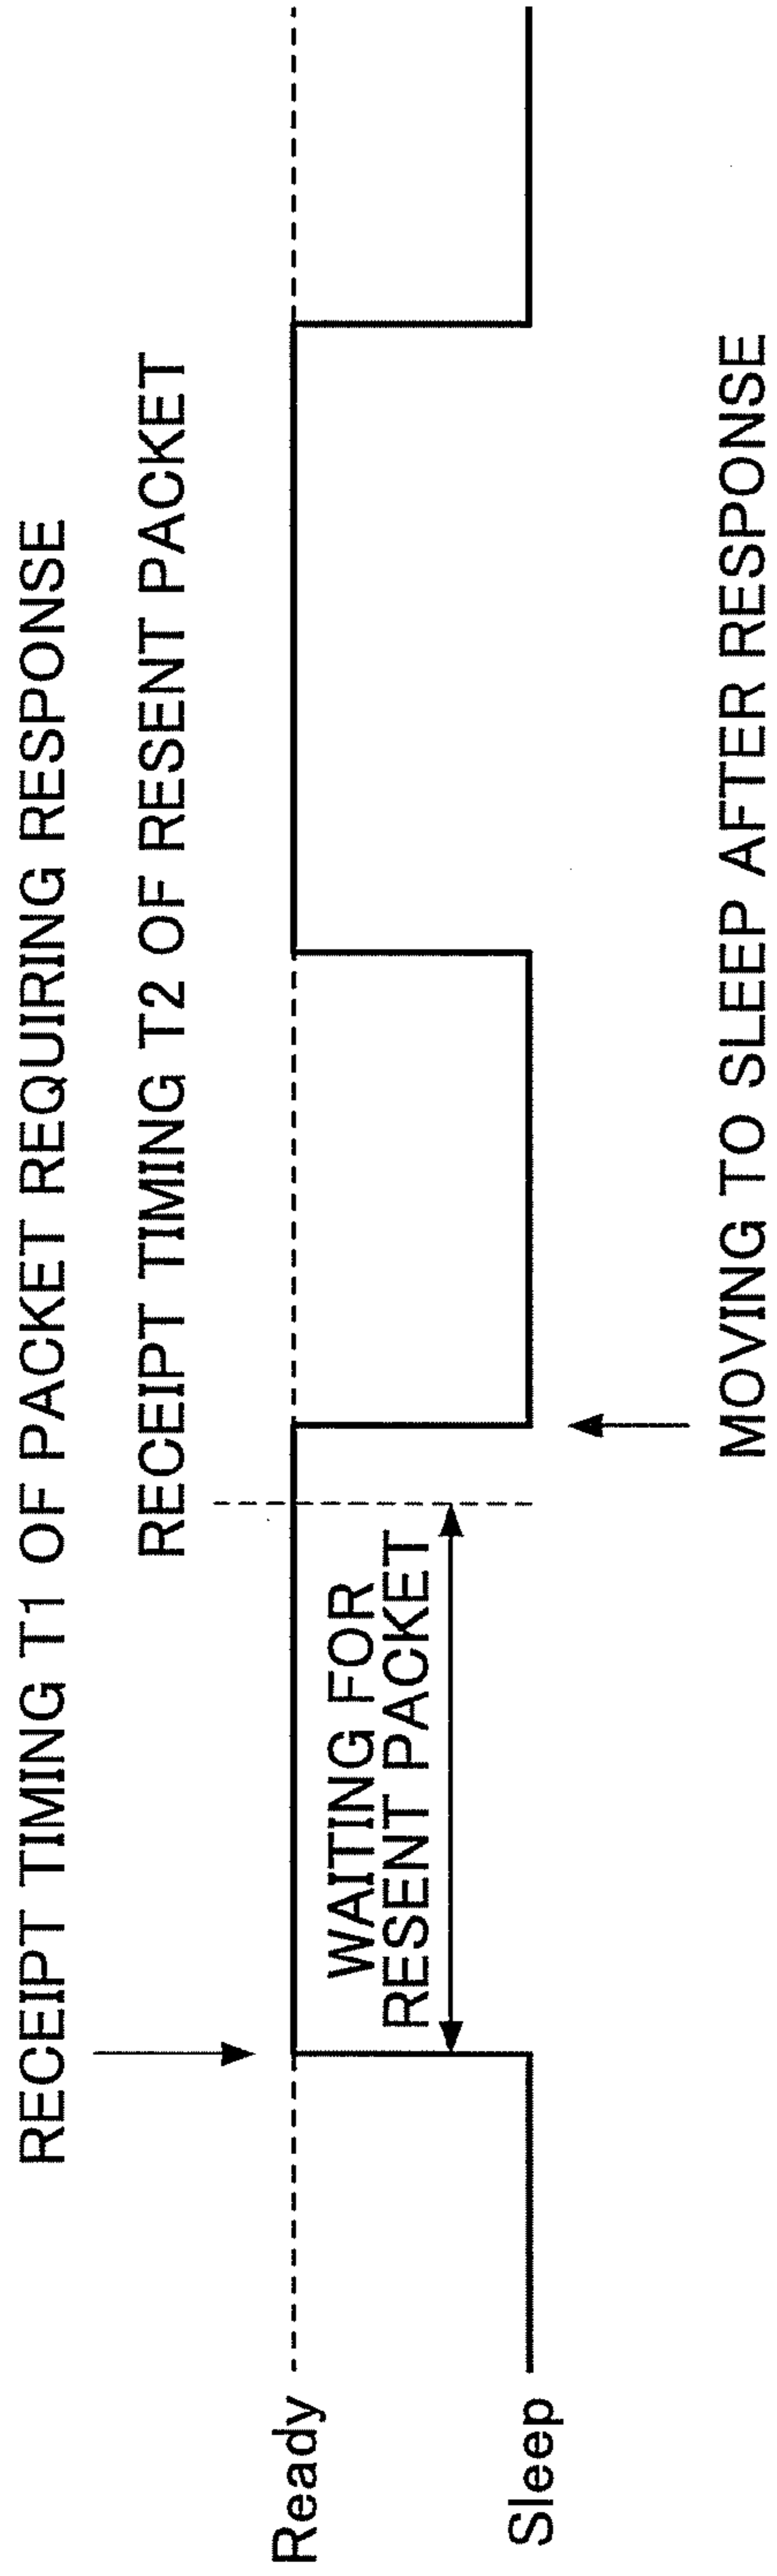 RECEIPT TIMING T1 OF PACKET REQUIRING RESPONSE
RECEIPT TIMING T2 OF RESENT PACKET
Ready
WAITING FOR
RESENT PACKET
Sleep
MOVING TO SLEEP AFTER RESPONSE